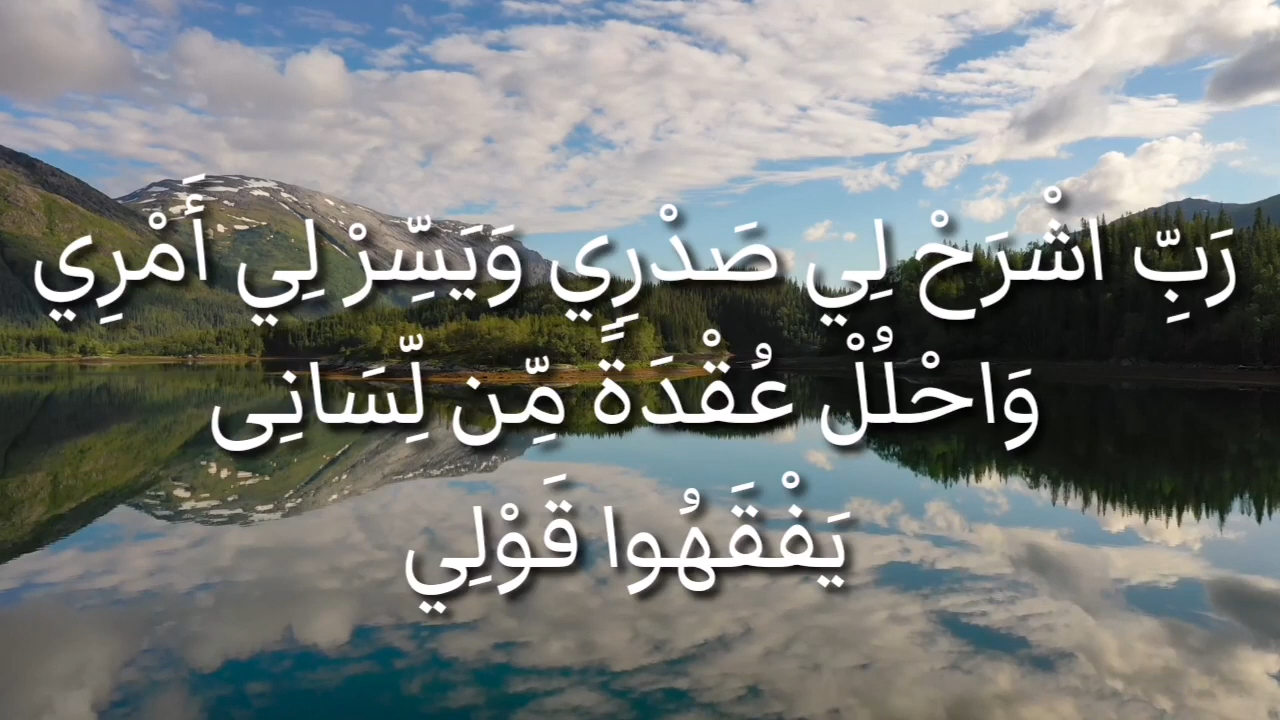 رَبِّ اشْرَحْ لِي صَدْرِي وَيَسِّرْ لِي أَمْرِي
وَاحْلُلْ عُقْدَةً مِّن لِّسَانِى
يَفْقَهُوا قَوْلِي